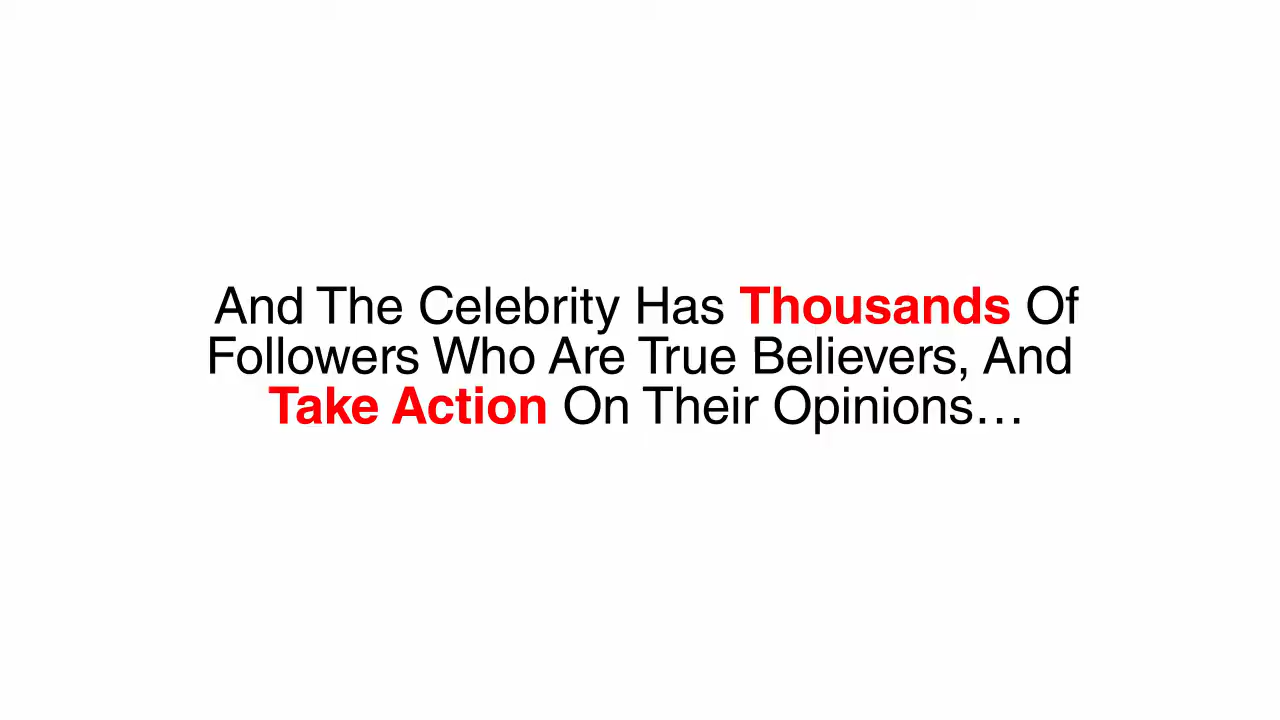 And The Celebrity Has Thousands Of
Followers Who Are True Believers, And
Take Action On Their Opinions…